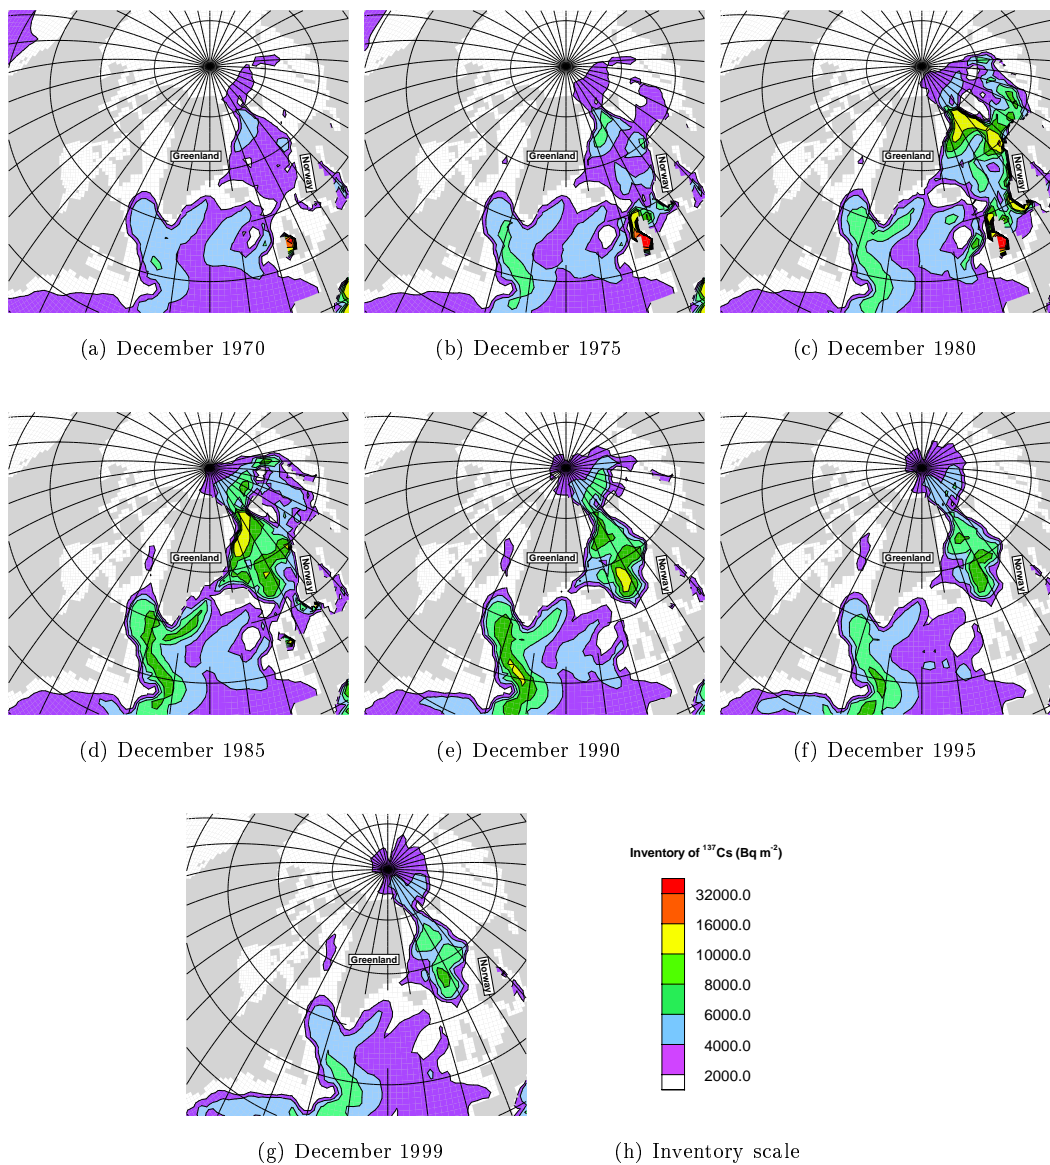 Greenland
Norway
(a) December 1970
Greenland
Norway
(b) December 1975
Greenland
Norway
(c) December 1980
Greenland
Norway
(d) December 1985
Greenland
Norway
(e) December 1990
Greenland
Norway
(f) December 1995
Greenland
Norway
(g) December 1999
Inventory of ¹³⁷Cs (Bq m⁻²)
32000.0
16000.0
10000.0
8000.0
6000.0
4000.0
2000.0
(h) Inventory scale